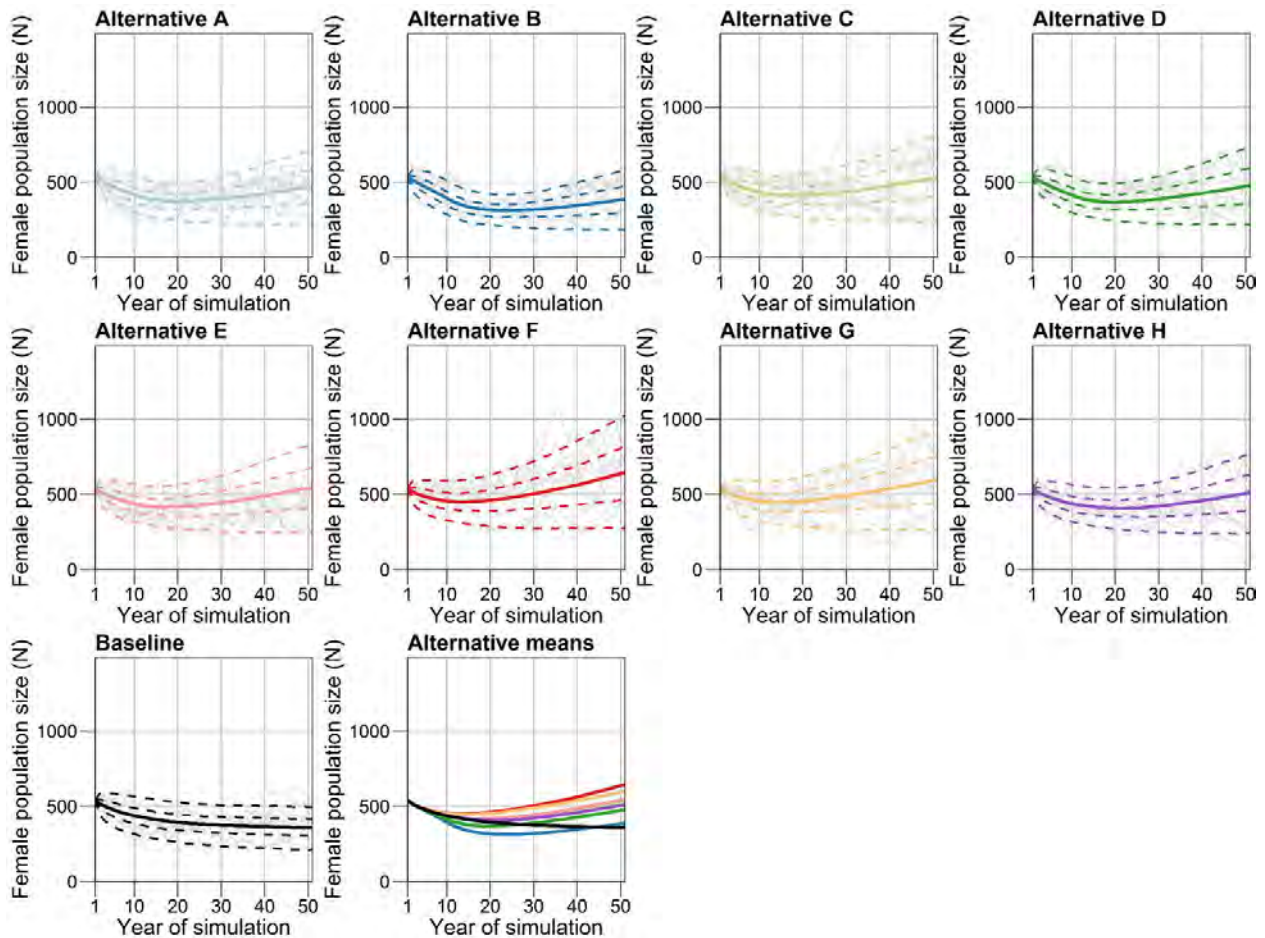 Alternative A
Female population size (N)
1000
500
0
1 10 20 30 40 50
Year of simulation
Alternative B
Female population size (N)
1000
500
0
1 10 20 30 40 50
Year of simulation
Alternative C
Female population size (N)
1000
500
0
1 10 20 30 40 50
Year of simulation
Alternative D
Female population size (N)
1000
500
0
1 10 20 30 40 50
Year of simulation
Alternative E
Female population size (N)
1000
500
0
1 10 20 30 40 50
Year of simulation
Alternative F
Female population size (N)
1000
500
0
1 10 20 30 40 50
Year of simulation
Alternative G
Female population size (N)
1000
500
0
1 10 20 30 40 50
Year of simulation
Alternative H
Female population size (N)
1000
500
0
1 10 20 30 40 50
Year of simulation
Baseline
Female population size (N)
1000
500
0
1 10 20 30 40 50
Year of simulation
Alternative means
Female population size (N)
1000
500
0
1 10 20 30 40 50
Year of simulation